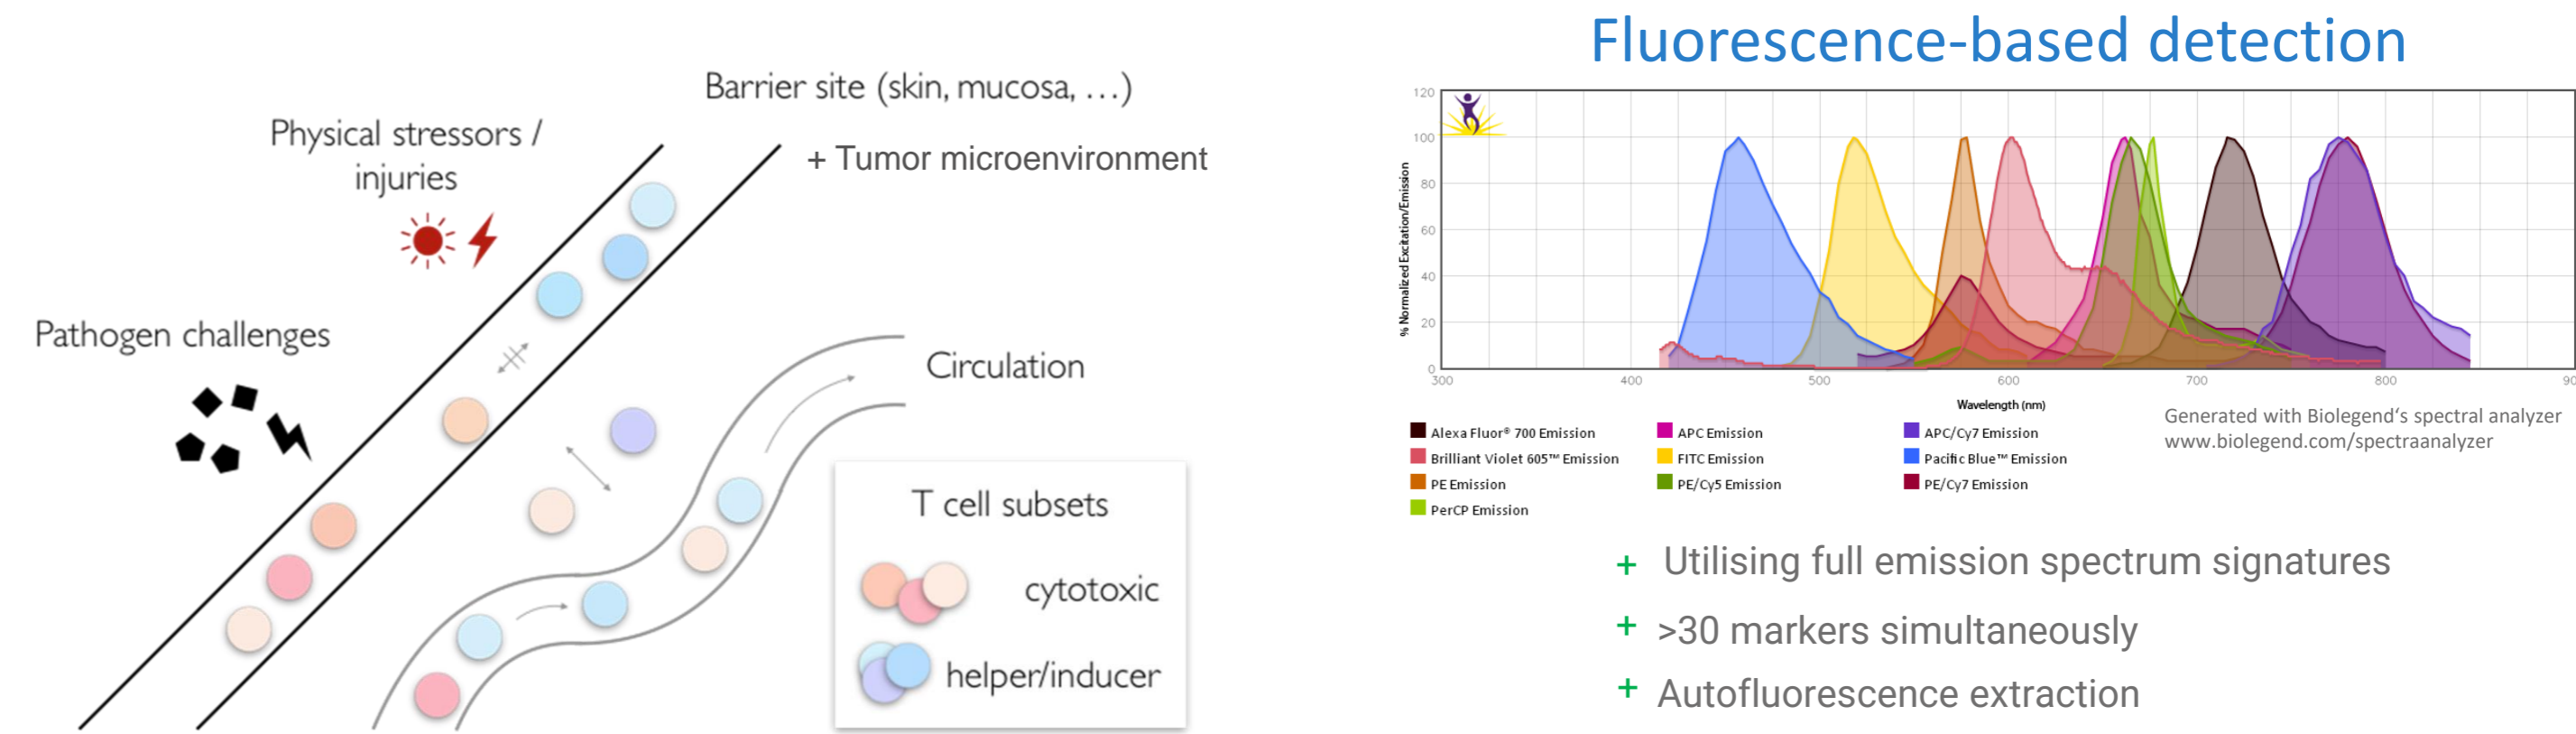 Physical stressors /
injuries
Barrier site (skin, mucosa, …)
+ Tumor microenvironment
Pathogen challenges
Circulation
T cell subsets
cytotoxic
helper/inducer
Fluorescence-based detection
% Normalized Excitation/Emission
120
100
80
60
40
20
0
300 400 500 600 700 800 90
Wavelength (nm)
Alexa Fluor® 700 Emission
APC Emission
APC/Cy7 Emission
Brilliant Violet 605™ Emission
FITC Emission
Pacific Blue™ Emission
PE Emission
PE/Cy5 Emission
PE/Cy7 Emission
PerCP Emission
Generated with Biolegend‘s spectral analyzer
www.biolegend.com/spectraanalyzer
+ Utilising full emission spectrum signatures
+ >30 markers simultaneously
+ Autofluorescence extraction